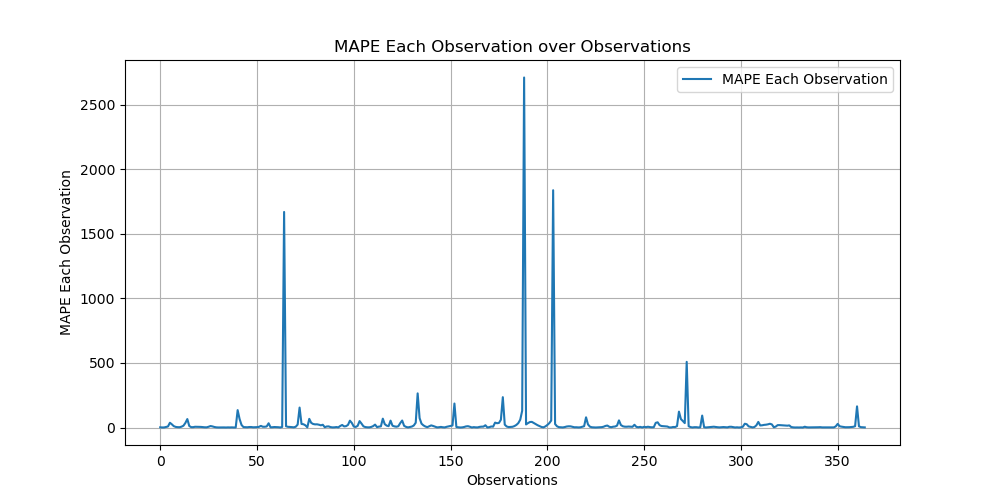 MAPE Each Observation over Observations
MAPE Each Observation
2500
2000
1500
1000
500
0
MAPE Each Observation
0 50 100 150 200 250 300 350
Observations